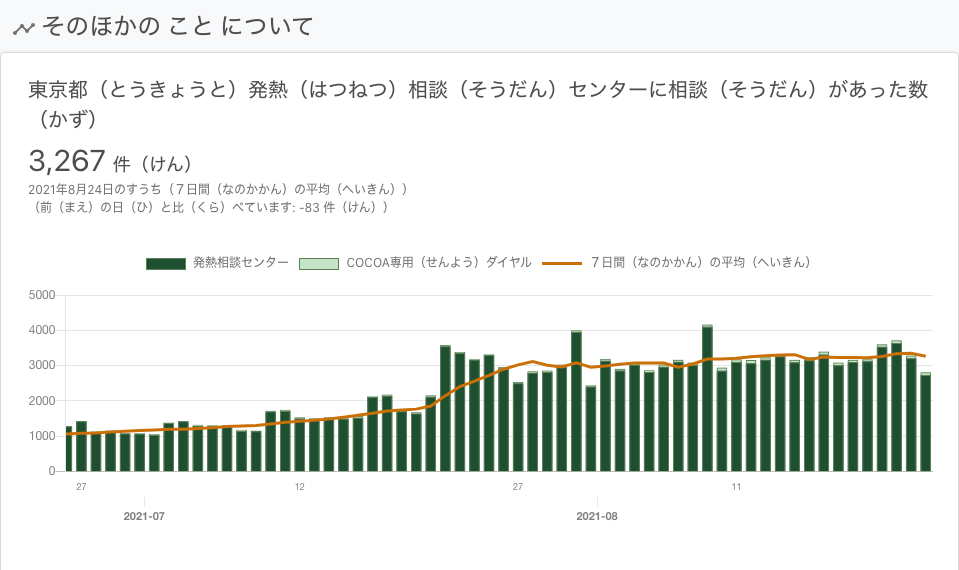 そのほかの こと について
東京都（とうきょうと）発熱（はつねつ）相談（そうだん）センターに相談（そうだん）があった数
（かず）
3,267 件（けん）
2021年8月24日のすうち（７日間（なのかかん）の平均（へいきん））
（前（まえ）の日（ひ）と比（くら）べています: -83 件（けん））
発熱相談センター COCOA専用（せんよう）ダイヤル ７日間（なのかかん）の平均（へいきん）
5000
4000
3000
2000
1000
0
27 12 27 11
2021-07 2021-08